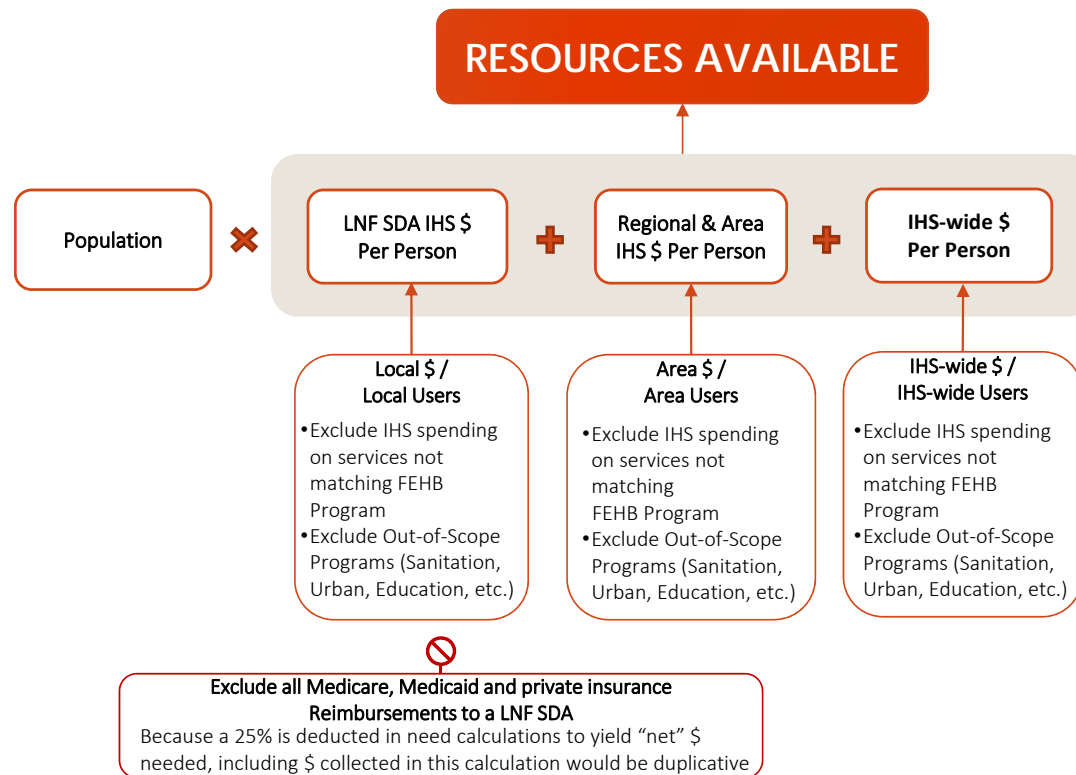 RESOURCES AVAILABLE
Population
LNF SDA IHS $
Per Person
Regional & Area
IHS $ Per Person
IHS-wide $
Per Person
Local $ /
Local Users
•Exclude IHS spending
on services not
matching FEHB
Program
•Exclude Out-of-Scope
Programs (Sanitation,
Urban, Education, etc.)
Area $ /
Area Users
•Exclude IHS spending
on services not
matching
FEHB Program
•Exclude Out-of-Scope
Programs (Sanitation,
Urban, Education, etc.)
IHS-wide $ /
IHS-wide Users
•Exclude IHS spending
on services not
matching FEHB
Program
•Exclude Out-of-Scope
Programs (Sanitation,
Urban, Education, etc.)
Exclude all Medicare, Medicaid and private insurance
Reimbursements to a LNF SDA
Because a 25% is deducted in need calculations to yield “net” $
needed, including $ collected in this calculation would be duplicative